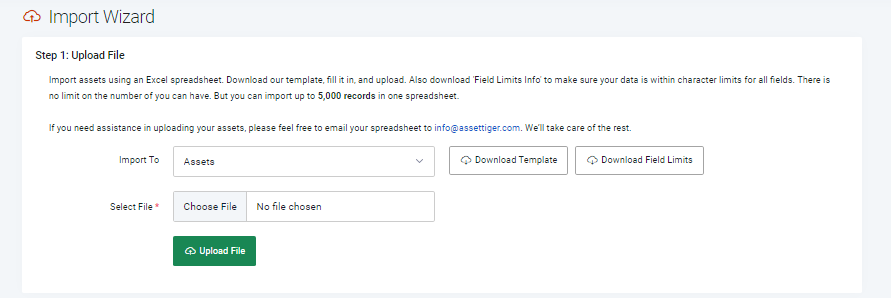 Import Wizard
Step 1: Upload File
Import assets using an Excel spreadsheet. Download our template, fill it in, and upload. Also download 'Field Limits Info' to make sure your data is within character limits for all fields. There is
no limit on the number of you can have. But you can import up to 5,000 records in one spreadsheet.
If you need assistance in uploading your assets, please feel free to email your spreadsheet to info@assettiger.com. We'll take care of the rest.
Import To Assets Download Template Download Field Limits
Select File * Choose File No file chosen
Upload File